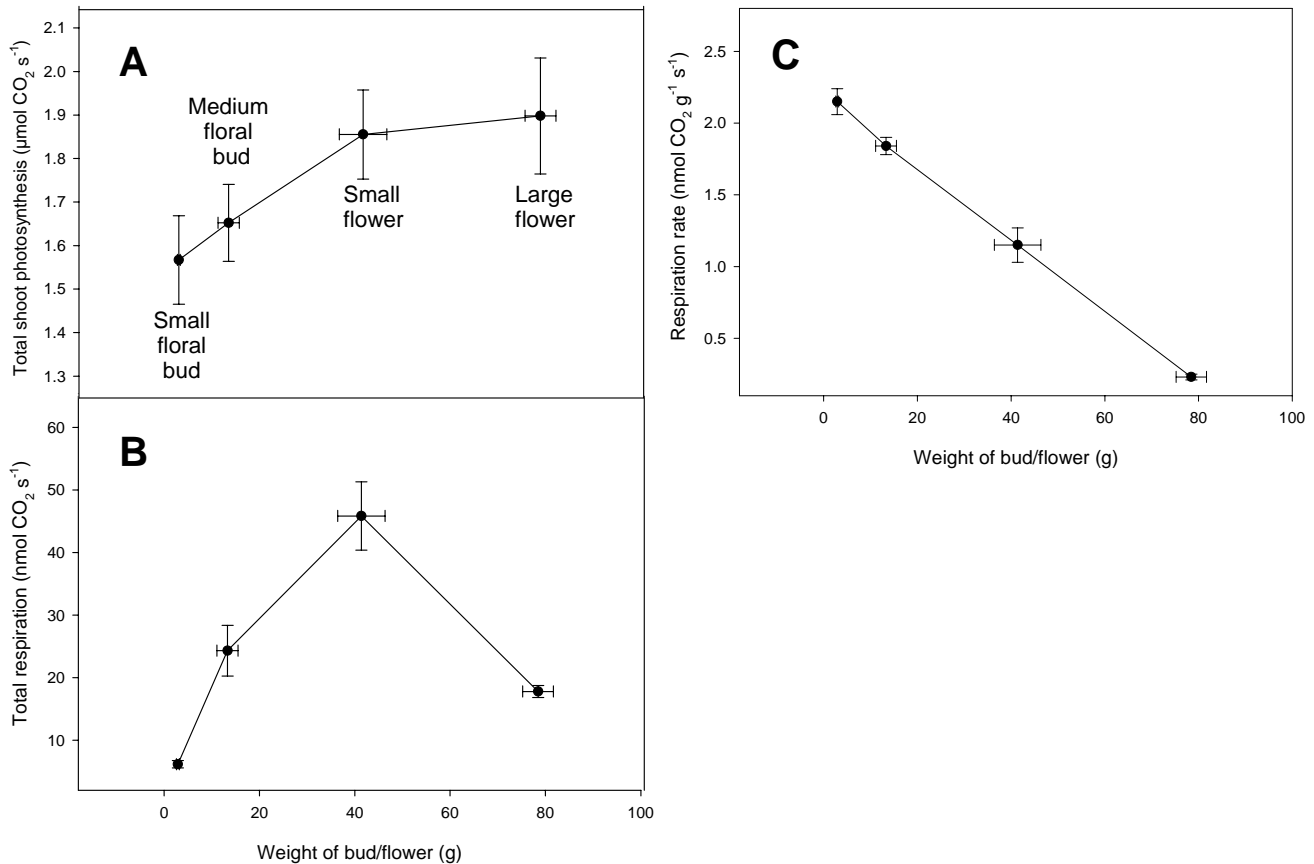 A
Total shoot photosynthesis (µmol CO₂ s⁻¹)
2.1
2.0
1.9
1.8
1.7
1.6
1.5
1.4
1.3
Medium
floral
bud
Small
flower
Large
flower
Small
floral
bud
B
Total respiration (nmol CO₂ s⁻¹)
60
50
40
30
20
10
0
20
40
60
80
100
Weight of bud/flower (g)
C
Respiration rate (nmol CO₂ g⁻¹ s⁻¹)
2.5
2.0
1.5
1.0
0.5
0
20
40
60
80
100
Weight of bud/flower (g)